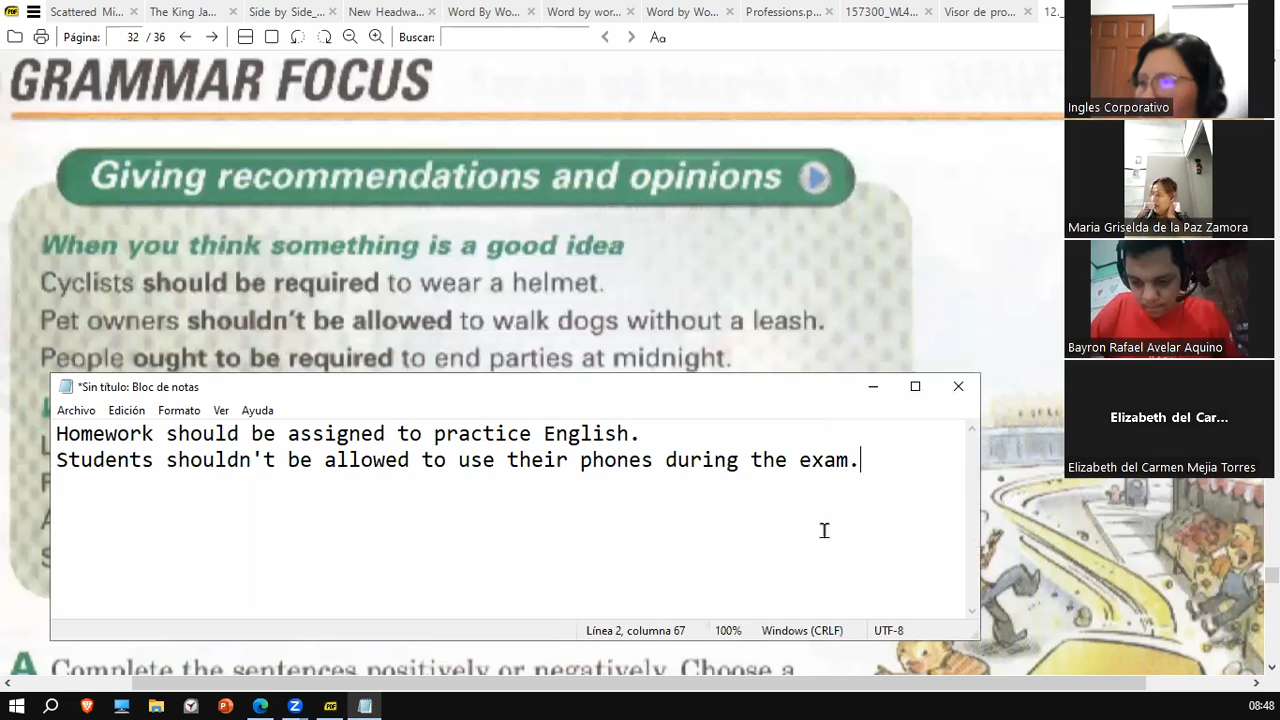 Scattered Mi...
The King Ja...
Side by Side_...
New Headwa...
Word By Wo...
Word by wor...
Word by Wo...
Professions.p...
157300_WL4...
Visor de pro...
12._
Página: 32 / 36
Buscar:
Aa
GRAMMAR FOCUS
Giving recommendations and opinions
When you think something is a good idea
Cyclists should be required to wear a helmet.
Pet owners shouldn't be allowed to walk dogs without a leash.
People ought to be required to end parties at midnight.
*Sin título: Bloc de notas
Archivo Edición Formato Ver Ayuda
Homework should be assigned to practice English.
Students shouldn't be allowed to use their phones during the exam.
Línea 2, columna 67 100% Windows (CRLF) UTF-8
A Complete the sentences positively or negatively. Choose a
Ingles Corporativo
Maria Griselda de la Paz Zamora
Bayron Rafael Avelar Aquino
Elizabeth del Car...
Elizabeth del Carmen Mejia Torres
08:48